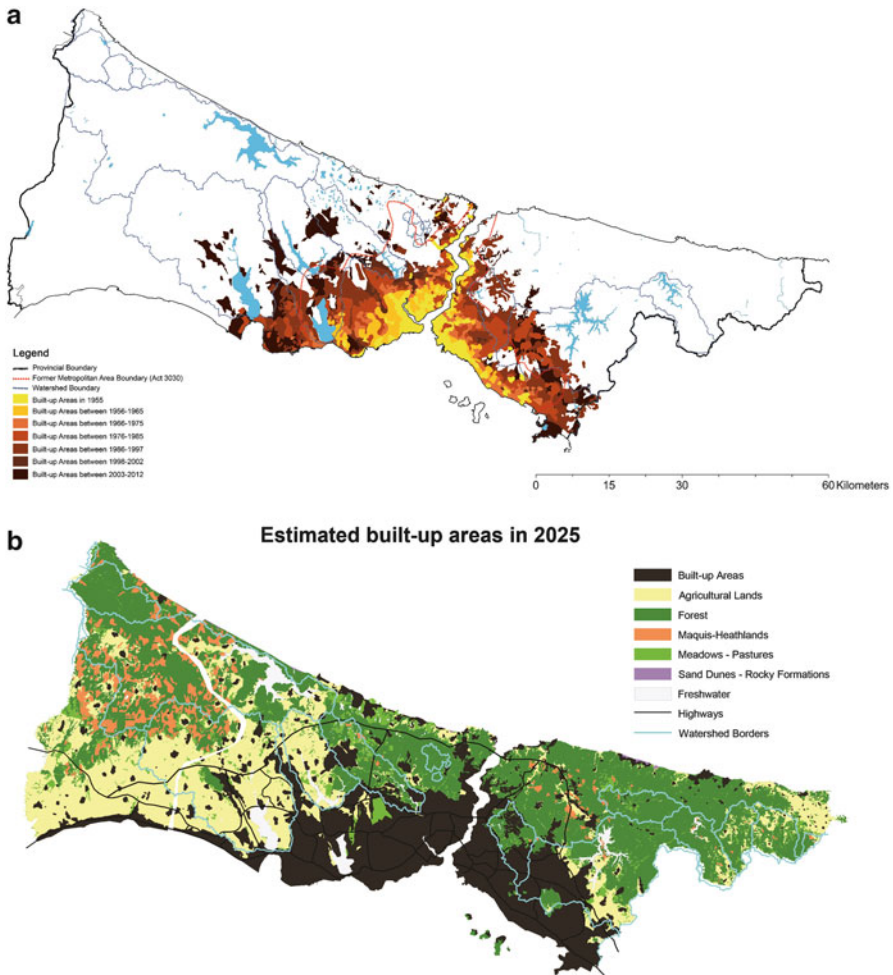 a
Legend
Provincial Boundary
Former Metropolitan Area Boundary (Act 3030)
Watershed Boundary
Built-up Areas in 1955
Built-up Areas between 1956-1965
Built-up Areas between 1966-1975
Built-up Areas between 1976-1985
Built-up Areas between 1986-1997
Built-up Areas between 1998-2002
Built-up Areas between 2003-2012
0 15 30 60 Kilometers
b
Estimated built-up areas in 2025
Built-up Areas
Agricultural Lands
Forest
Maquis-Heathlands
Meadows - Pastures
Sand Dunes - Rocky Formations
Freshwater
Highways
Watershed Borders